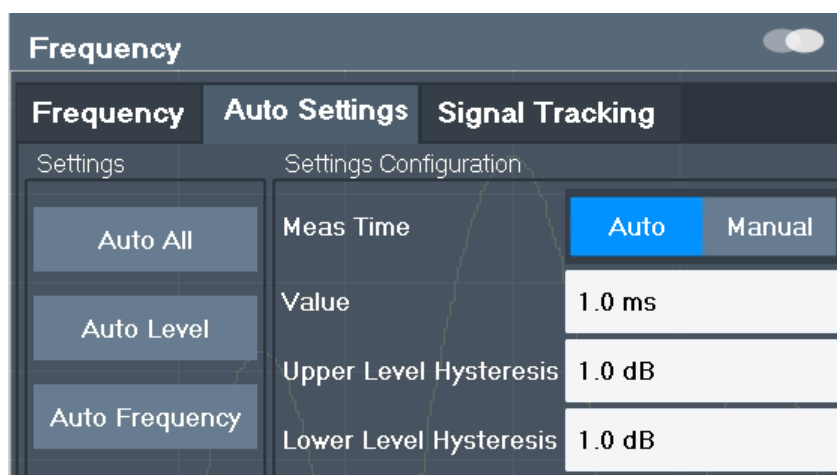 Frequency
Frequency Auto Settings Signal Tracking
Settings
Settings Configuration
Auto All
Meas Time Auto Manual
Auto Level
Value 1.0 ms
Upper Level Hysteresis 1.0 dB
Auto Frequency
Lower Level Hysteresis 1.0 dB